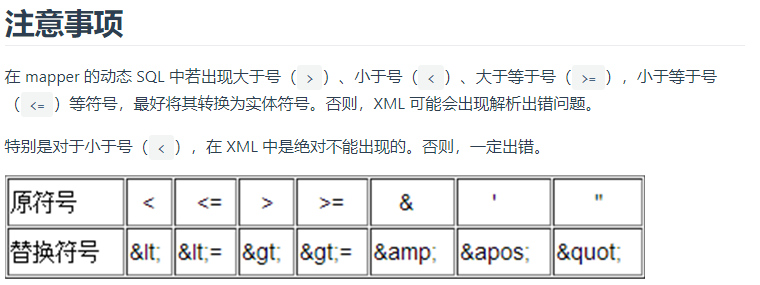 注意事项
在 mapper 的动态 SQL 中若出现大于号（ > ）、小于号（ < ）、大于等于号（ >= ），小于等于号
（ <= ）等符号，最好将其转换为实体符号。否则，XML 可能会出现解析出错问题。
特别是对于小于号（ < ），在 XML 中是绝对不能出现的。否则，一定出错。
原符号 < <= > >= & ' "
替换符号 &lt; &lt;= &gt; &gt;= &amp; &apos; &quot;